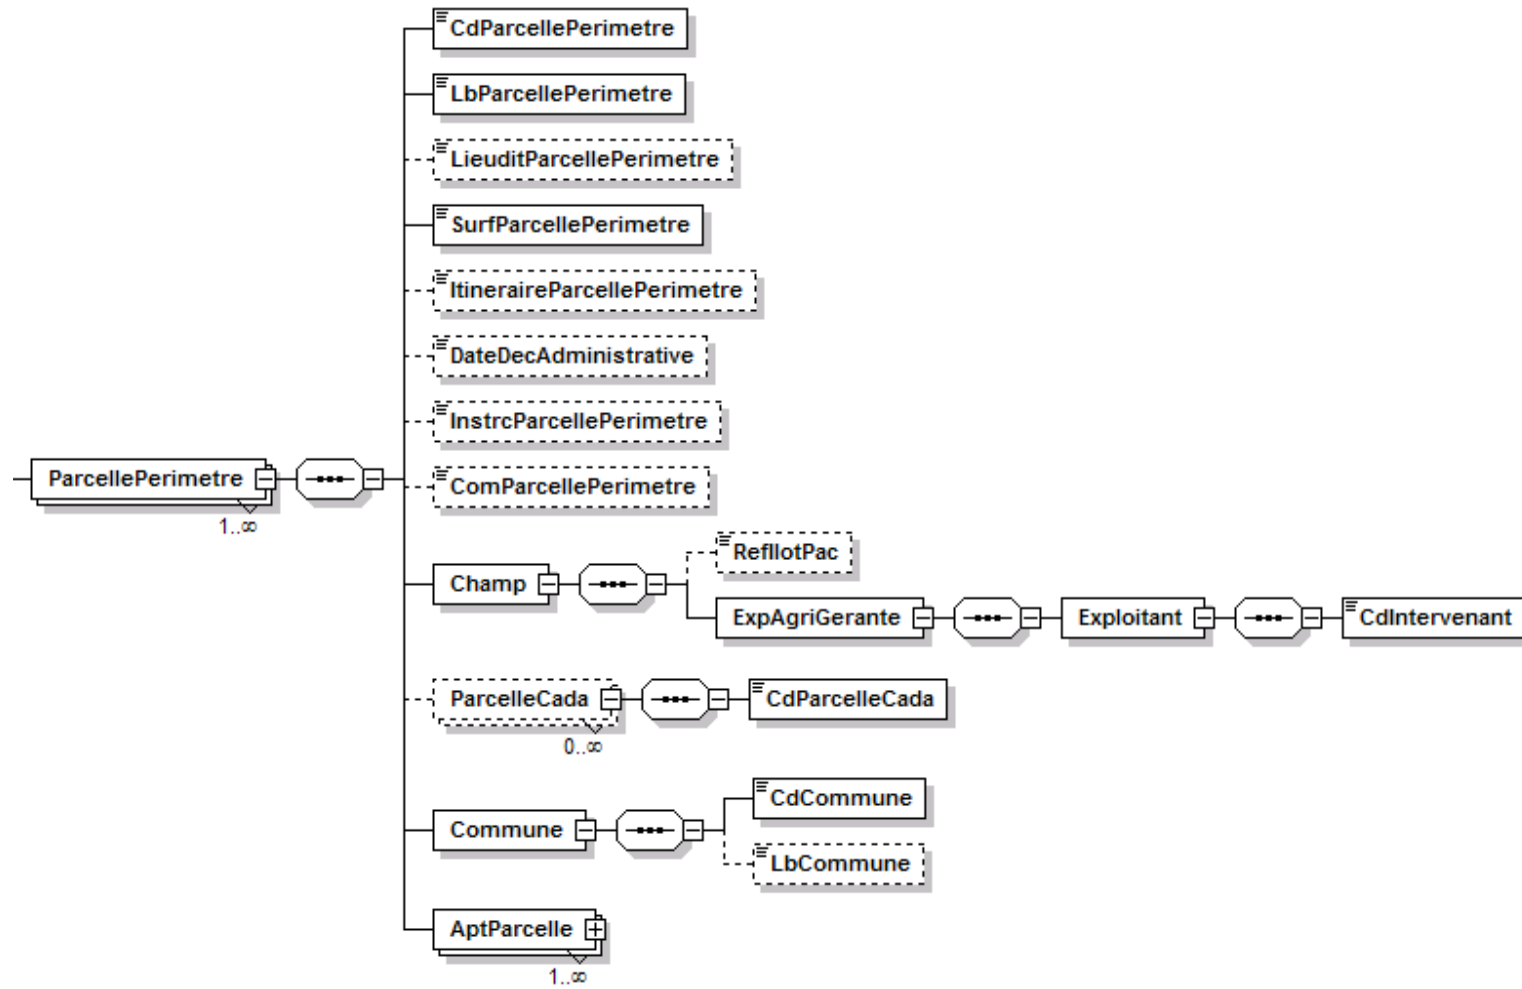 CdParcellePerimetre
LbParcellePerimetre
LieuditParcellePerimetre
SurfParcellePerimetre
ItineraireParcellePerimetre
DateDecAdministrative
InstrcParcellePerimetre
ParcellePerimetre
1..∞
ComParcellePerimetre
RefIlotPac
Champ
ExpAgriGerante
Exploitant
CdIntervenant
ParcelleCada
0..∞
CdParcelleCada
CdCommune
Commune
LbCommune
AptParcelle
1..∞